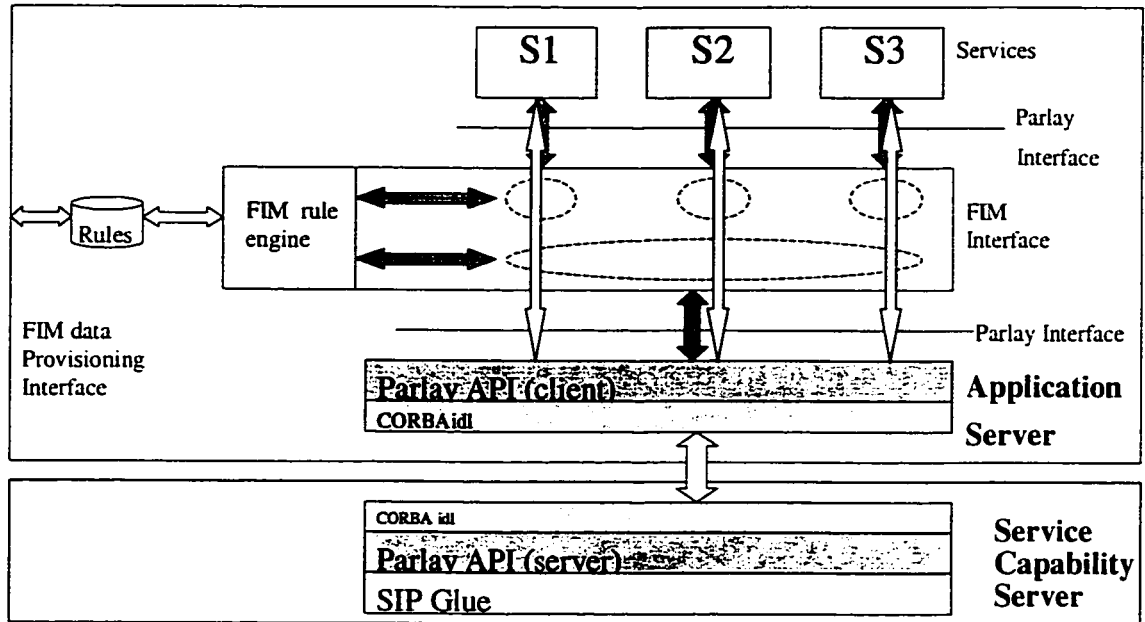 S1
S2
S3
Services
Parlay
Interface
FIM rule
engine
Rules
FIM
Interface
FIM data
Provisioning
Interface
Parlay Interface
Parlay API (client)
CORBA idl
Application
Server
CORBA idl
Parlay API (server)
SIP Glue
Service
Capability
Server